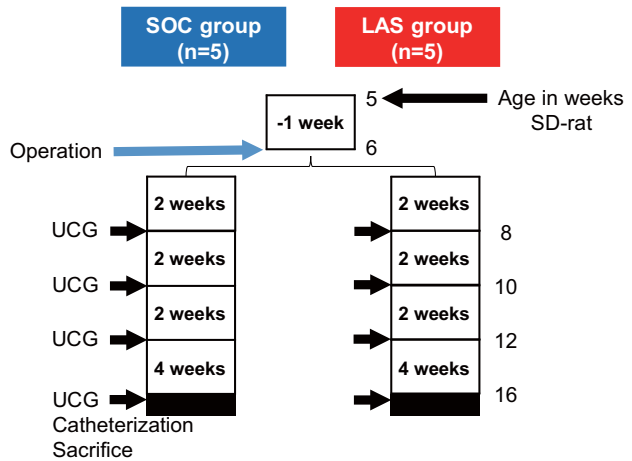 SOC group
(n=5)
LAS group
(n=5)
5
Age in weeks
SD-rat
-1 week
Operation
6
2 weeks
2 weeks
UCG
8
2 weeks
2 weeks
UCG
10
2 weeks
2 weeks
UCG
12
4 weeks
4 weeks
UCG
16
Catheterization
Sacrifice